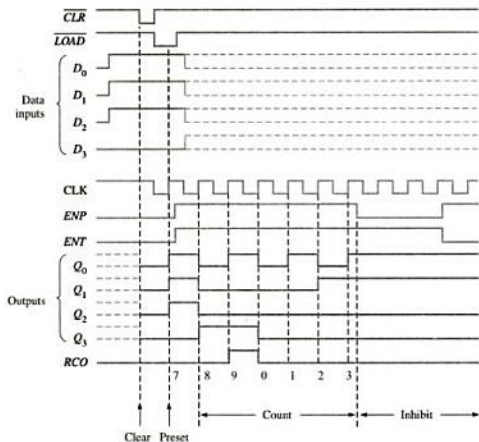 CLR
LOAD
D0
D1
Data
inputs
D2
D3
CLK
ENP
ENT
Q0
Outputs
Q1
Q2
Q3
RCO
7 8 9 0 1 2 3
Count Inhibit
Clear Preset